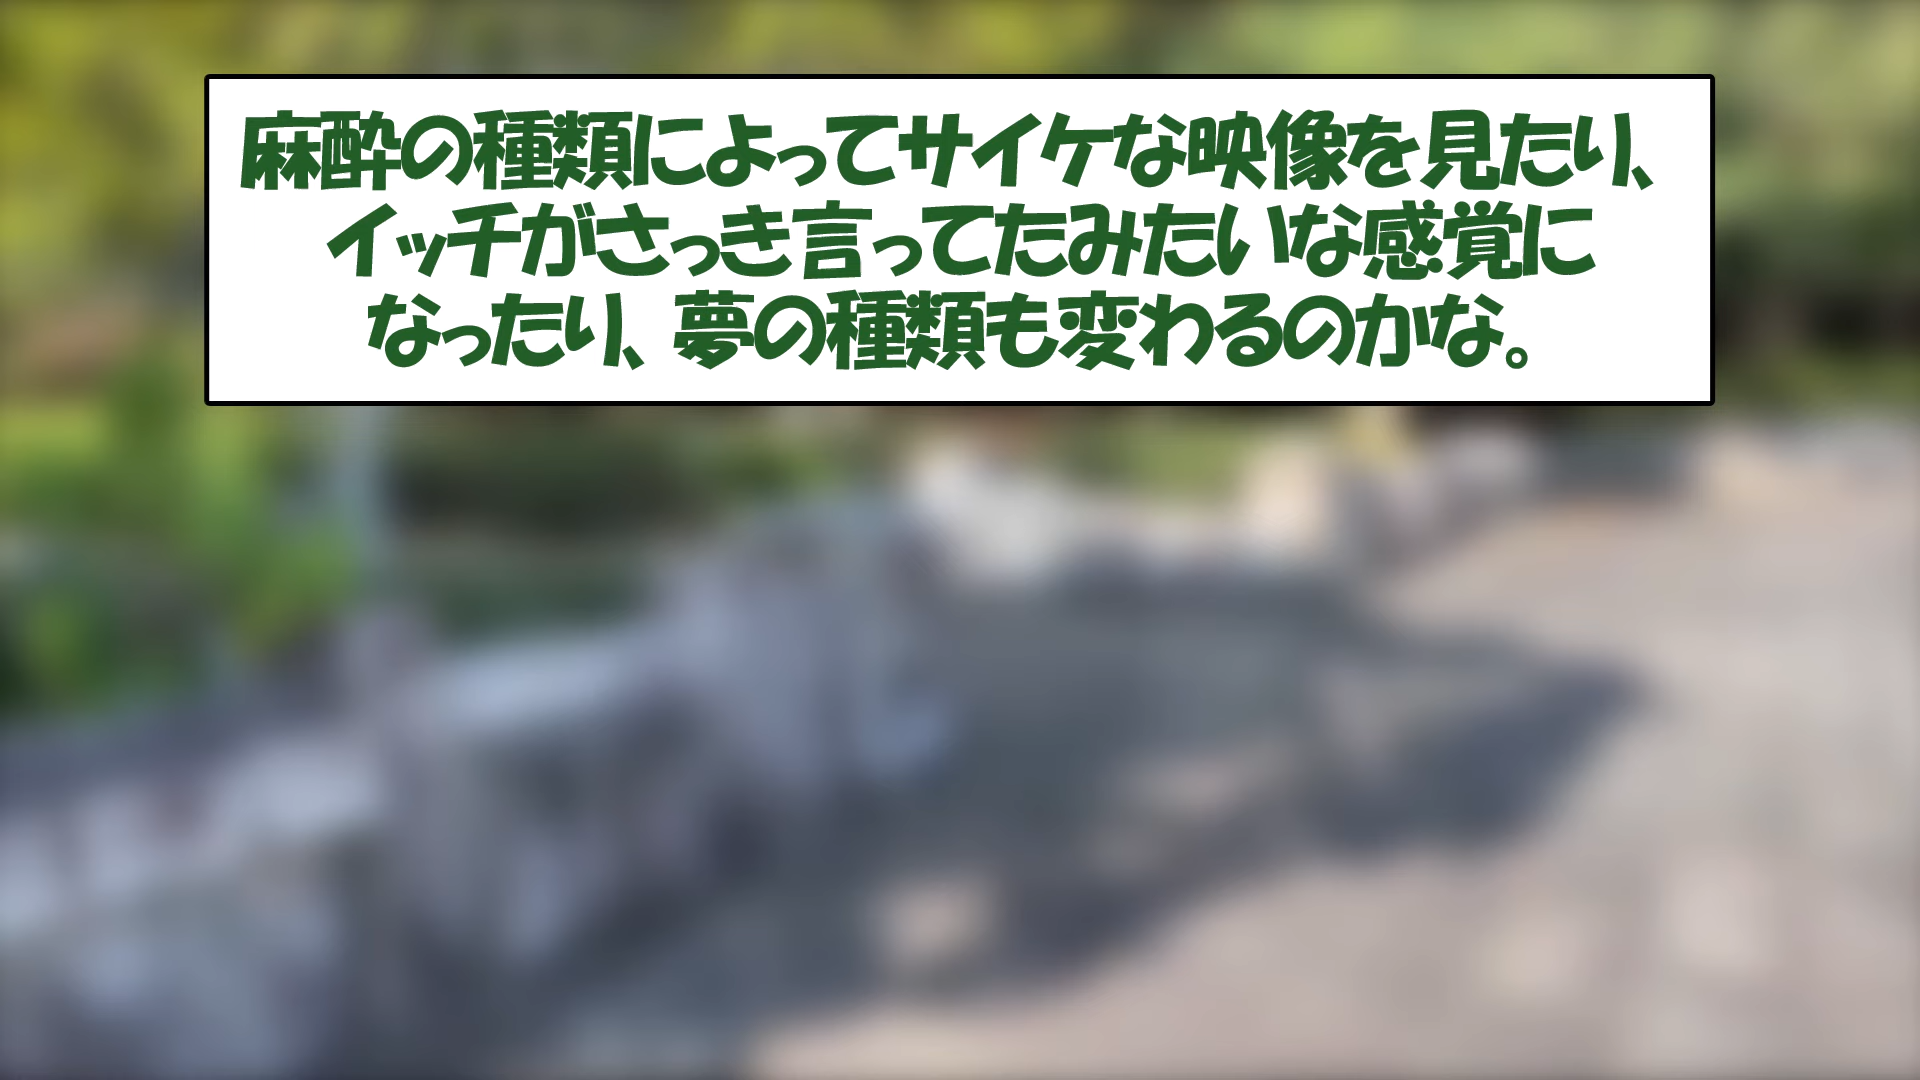 麻酔の種類によってサイケな映像を見たり、
イッチがさっき言ってたみたいな感覚に
なったり、夢の種類も変わるのかな。